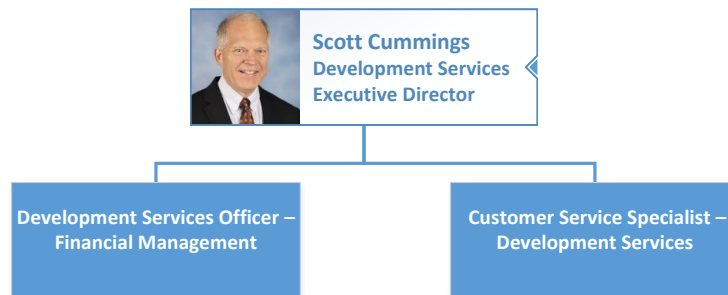 Scott Cummings
Development Services
Executive Director
Development Services Officer –
Financial Management
Customer Service Specialist –
Development Services